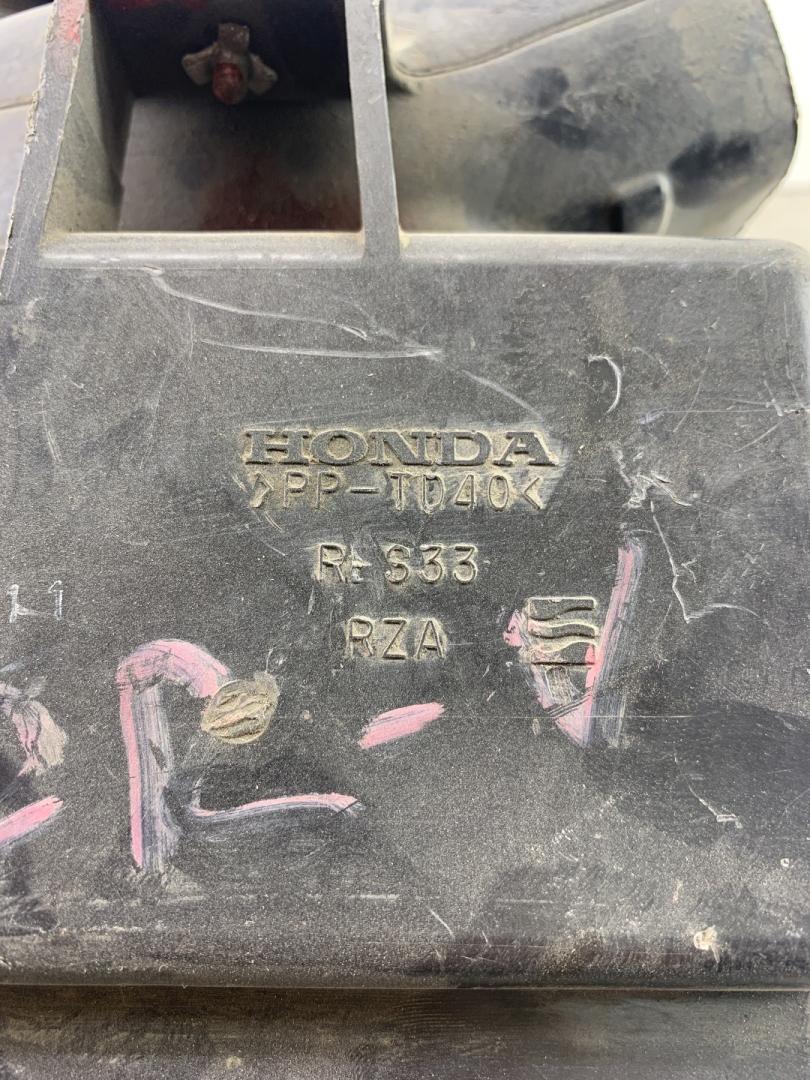 HONDA
>PP-TD40<
R-S33
RZA
R-V